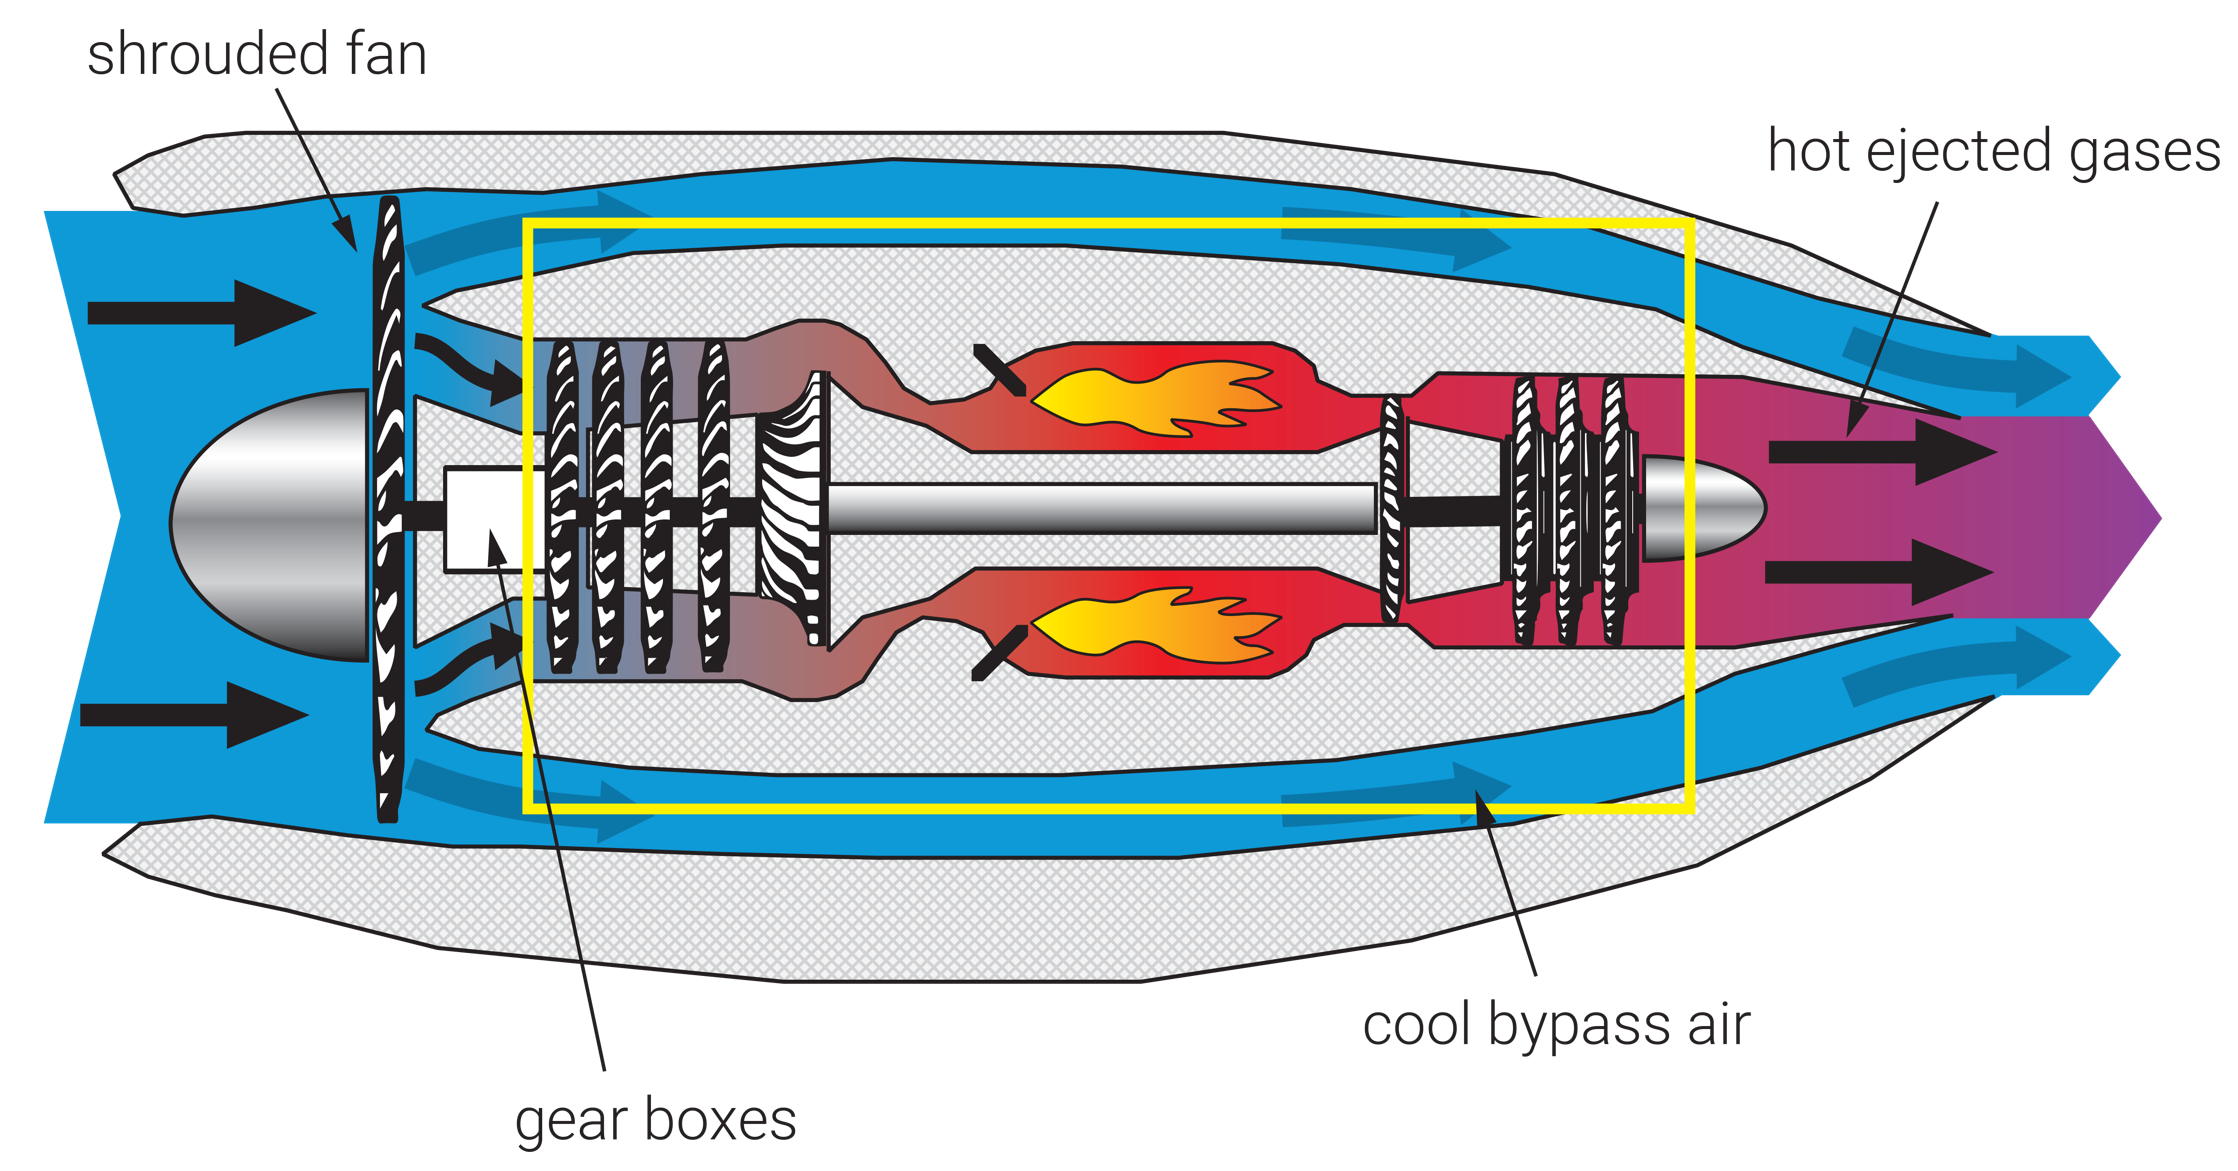 shrouded fan
hot ejected gases
cool bypass air
gear boxes